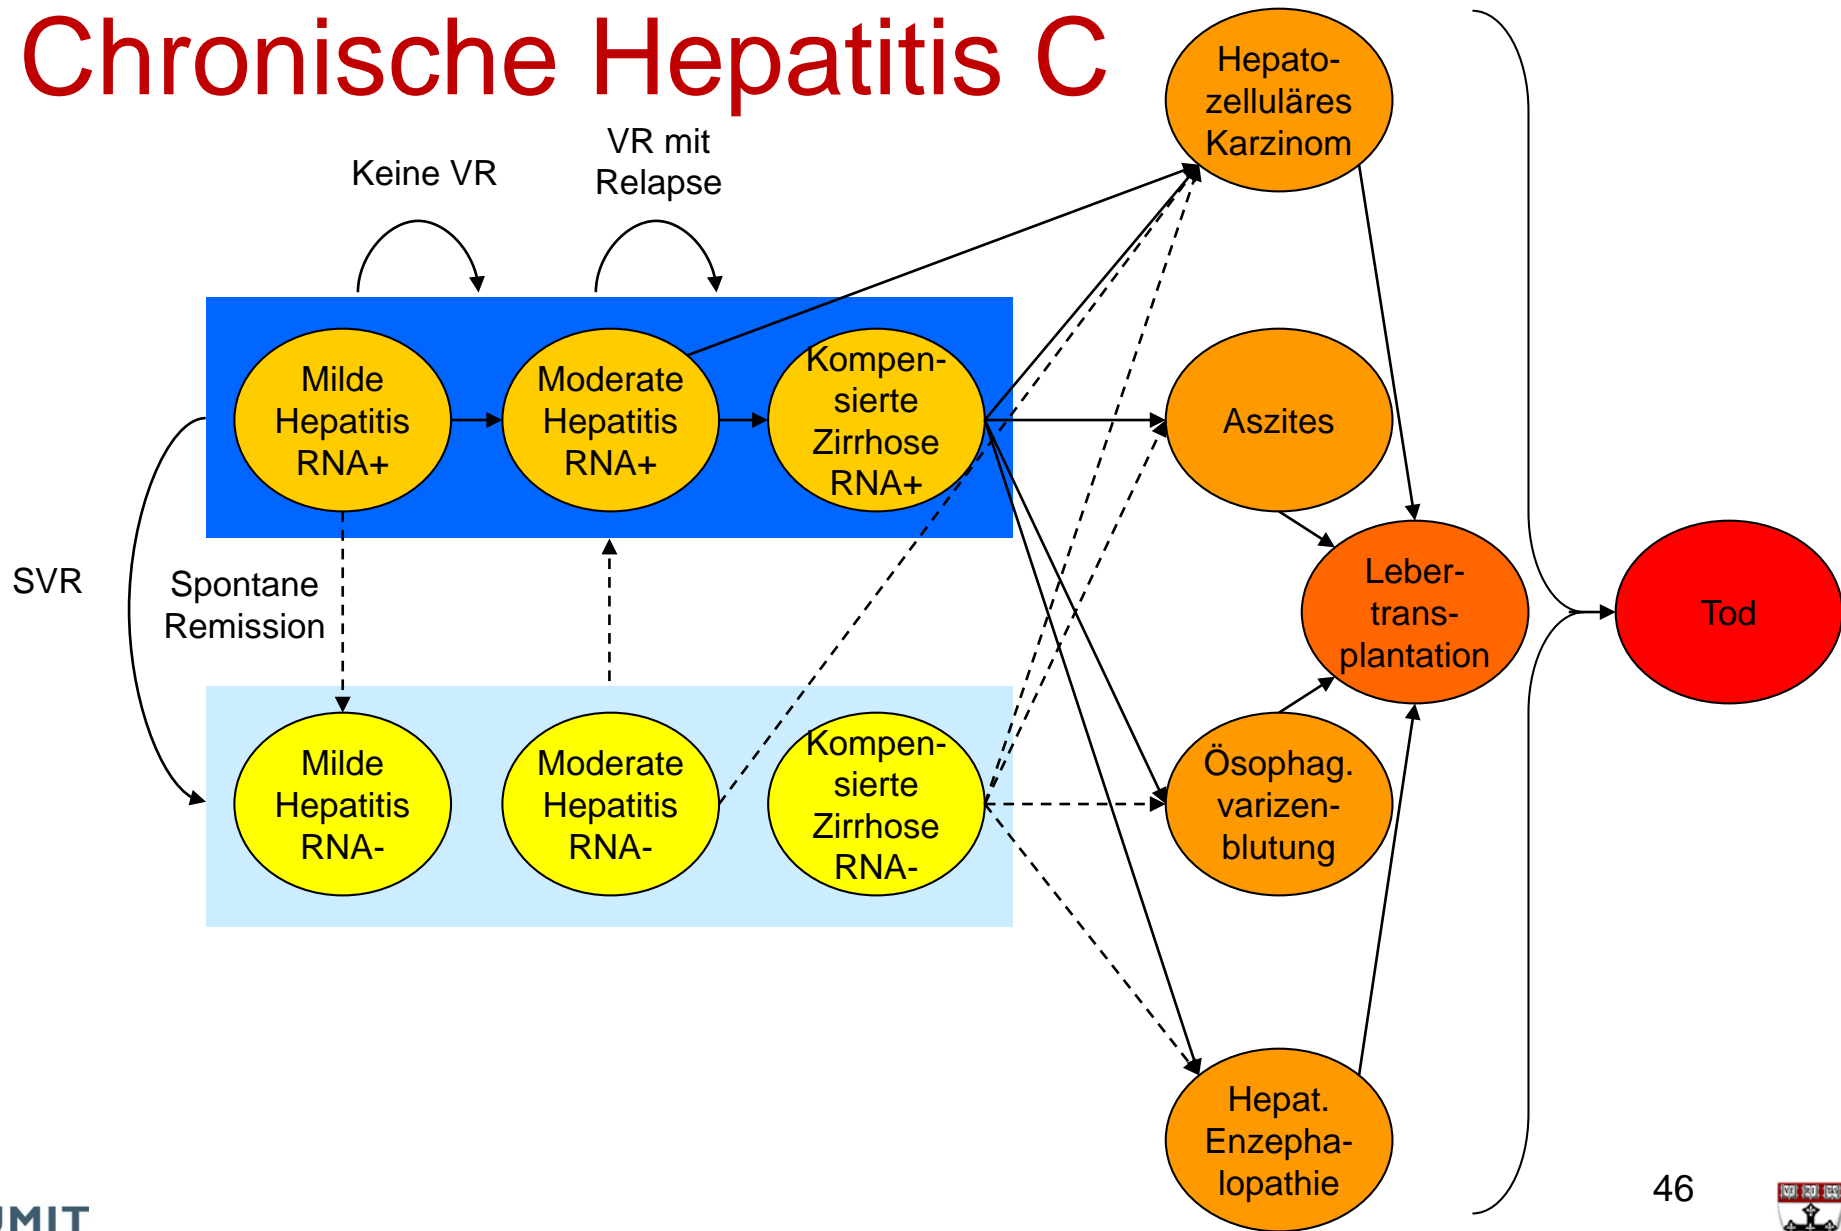 Chronische Hepatitis C
Keine VR
VR mit
Relapse
Hepato-
zelluläres
Karzinom
Milde
Hepatitis
RNA+
Moderate
Hepatitis
RNA+
Kompen-
sierte
Zirrhose
RNA+
Aszites
SVR
Spontane
Remission
Leber-
trans-
plantation
Tod
Milde
Hepatitis
RNA-
Moderate
Hepatitis
RNA-
Kompen-
sierte
Zirrhose
RNA-
Ösophag.
varizen-
blutung
Hepat.
Enzepha-
lopathie
46